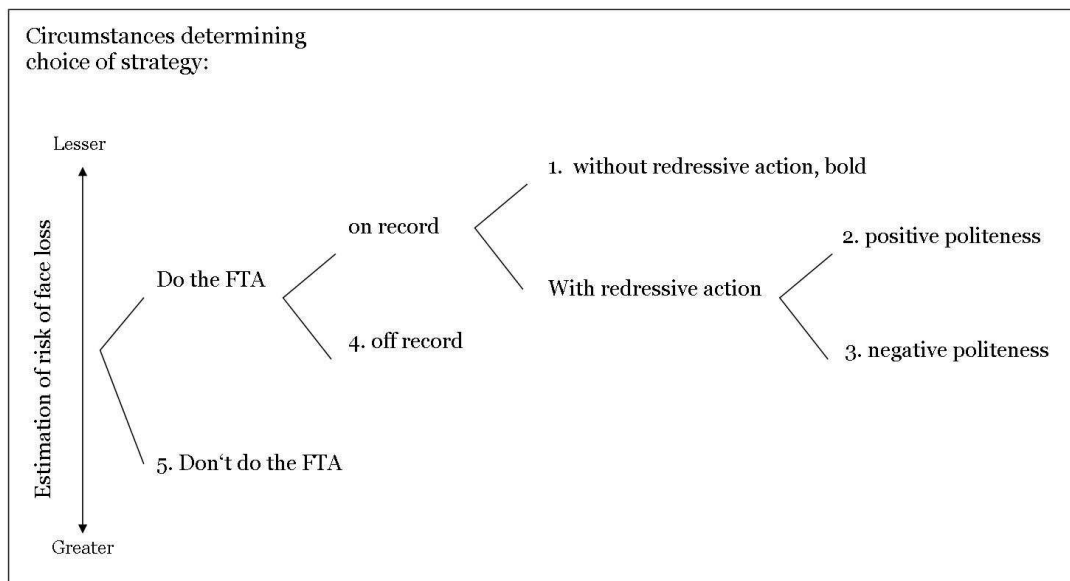 Circumstances determining
choice of strategy:
Lesser
1. without redressive action, bold
on record
2. positive politeness
Do the FTA
With redressive action
4. off record
3. negative politeness
Estimation of risk of face loss
5. Don‘t do the FTA
Greater